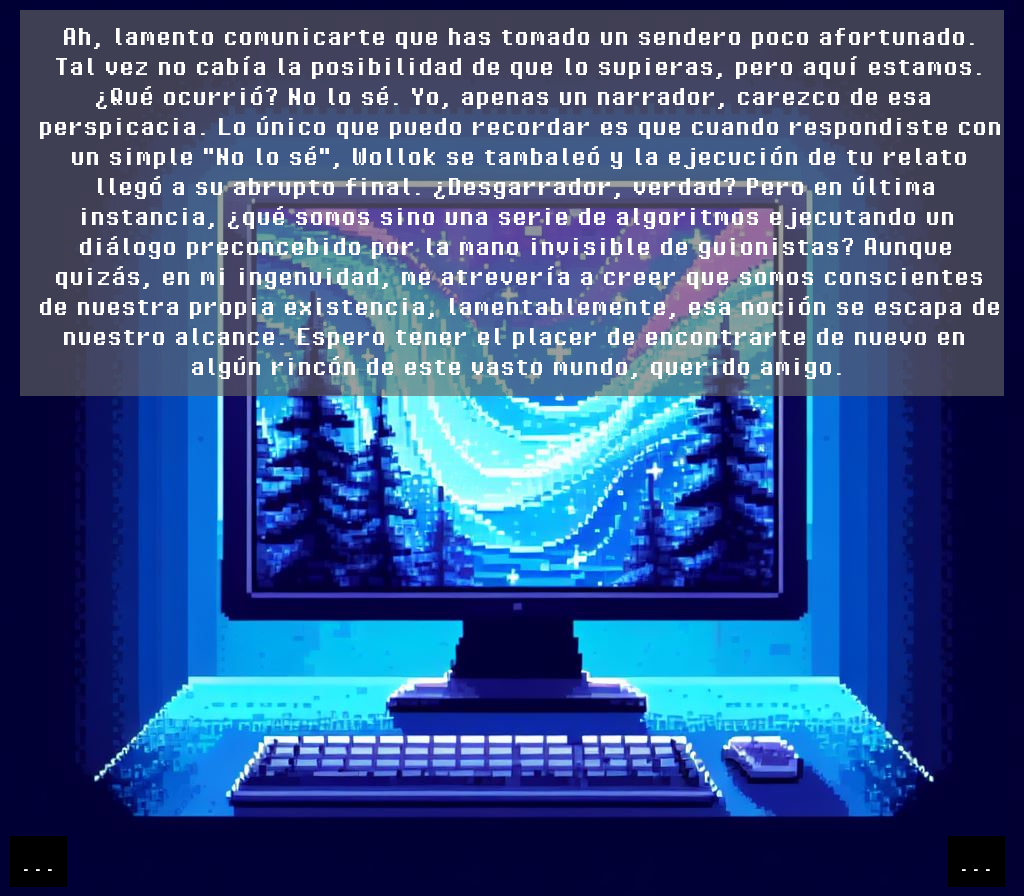 Ah, lamento comunicarte que has tomado un sendero poco afortunado.
Tal vez no cabía la posibilidad de que lo supieras, pero aquí estamos.
¿Qué ocurrió? No lo sé. Yo, apenas un narrador, carezco de esa
perspicacia. Lo único que puedo recordar es que cuando respondiste con
un simple "No lo sé", Wollok se tambaleó y la ejecución de tu relato
llegó a su abrupto final. ¿Desgarrador, verdad? Pero en última
instancia, ¿qué somos sino una serie de algoritmos ejecutando un
diálogo preconcebido por la mano invisible de guionistas? Aunque
quizás, en mi ingenuidad, me atrevería a creer que somos conscientes
de nuestra propia existencia, lamentablemente, esa noción se escapa de
nuestro alcance. Espero tener el placer de encontrarte de nuevo en
algún rincón de este vasto mundo, querido amigo.
...
...